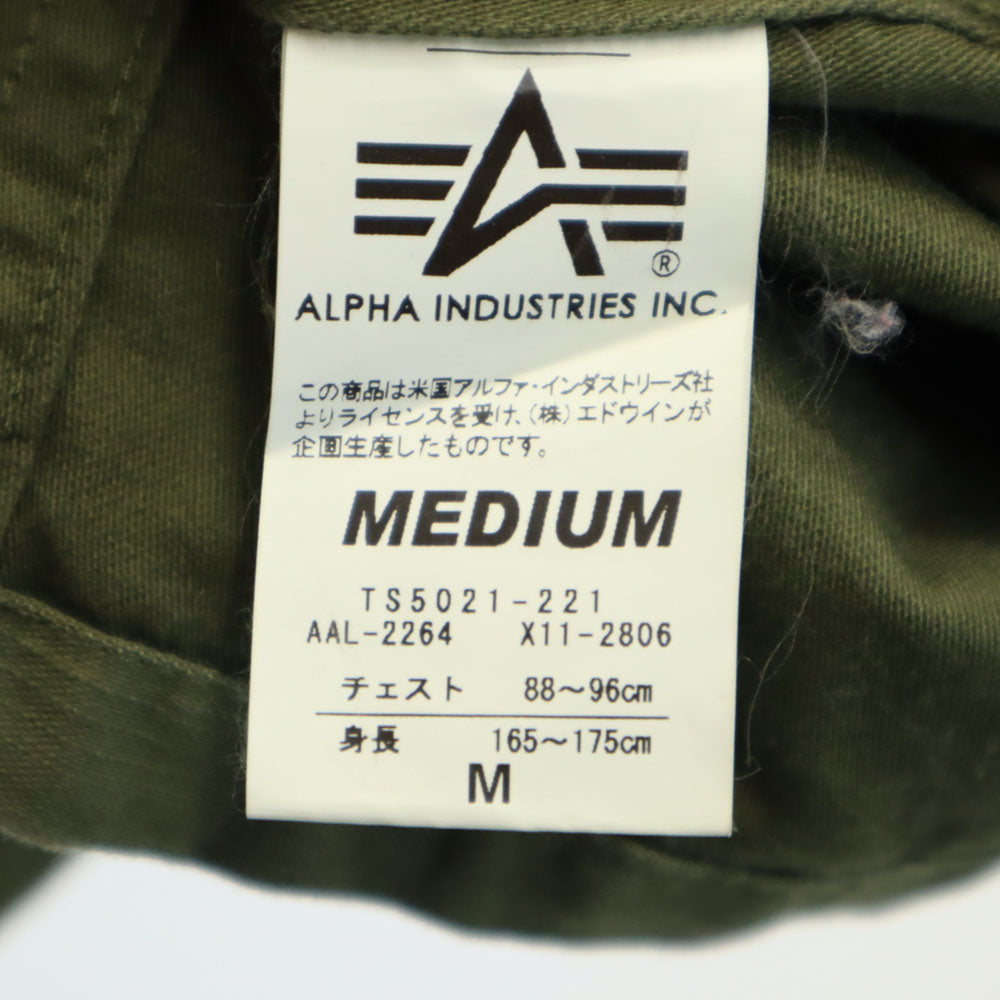 ®
ALPHA INDUSTRIES INC.
この商品は米国アルファ・インダストリーズ社
よりライセンスを受け、(株)エドウインが
企画生産したものです。
MEDIUM
TS5021-221
AAL-2264 X11-2806
チェスト 88〜96cm
身長 165〜175cm
M